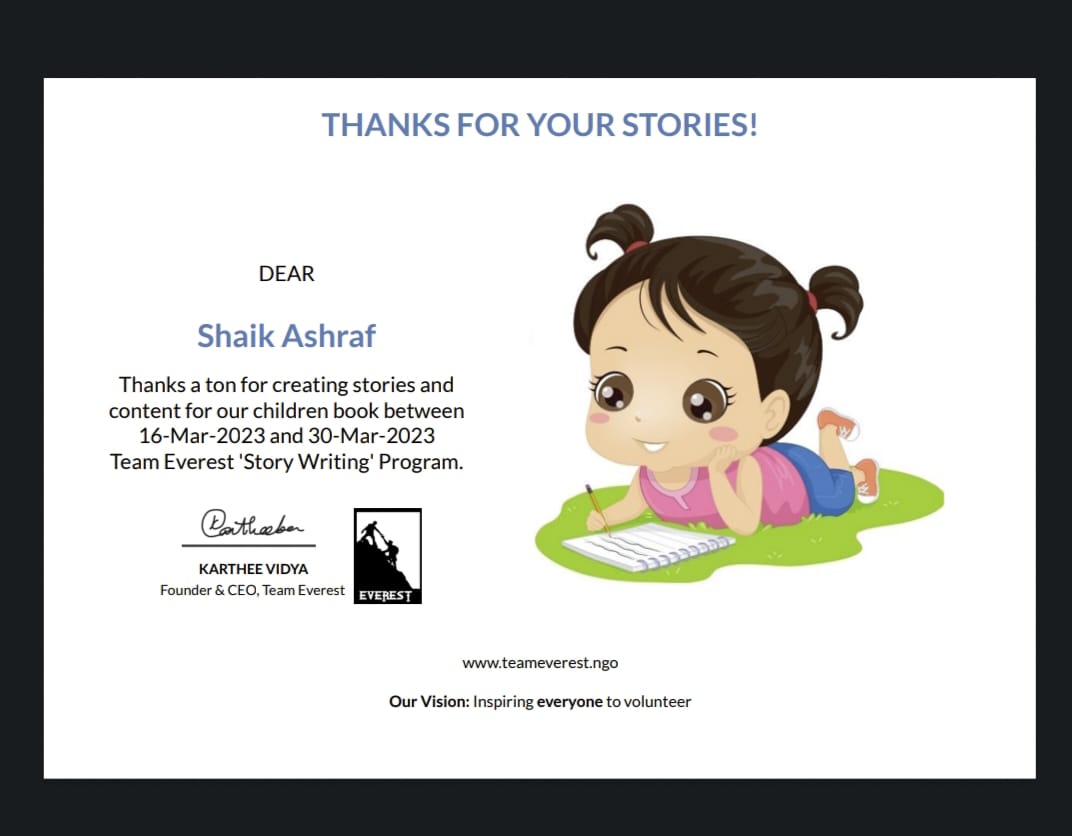 THANKS FOR YOUR STORIES!
DEAR
Shaik Ashraf
Thanks a ton for creating stories and
content for our children book between
16-Mar-2023 and 30-Mar-2023
Team Everest 'Story Writing' Program.
KARTHEE VIDYA
Founder & CEO, Team Everest
EVEREST
www.teameverest.ngo
Our Vision: Inspiring everyone to volunteer